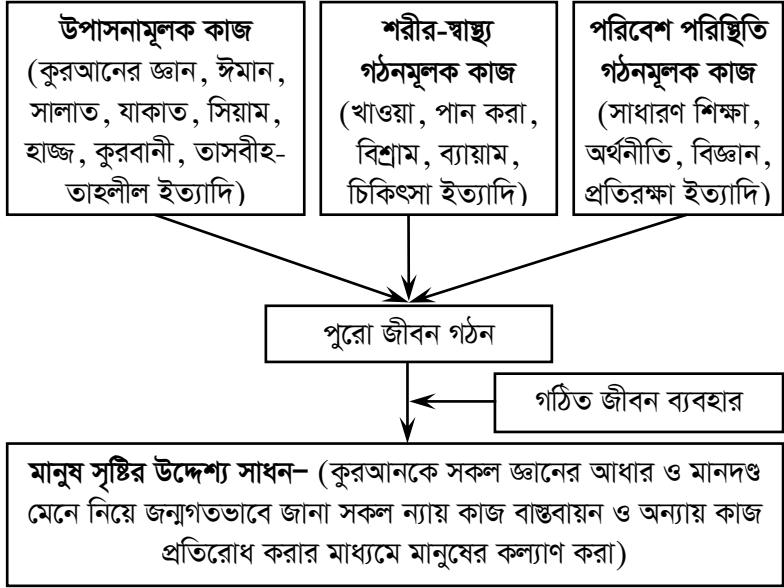 উপাসনামূলক কাজ
(কুরআনের জ্ঞান, ঈমান,
সালাত, যাকাত, সিয়াম,
হাজ্জ, কুরবানী, তাসবীহ-
তাহলীল ইত্যাদি)
শরীর-স্বাস্থ্য
গঠনমূলক কাজ
(খাওয়া, পান করা,
বিশ্রাম, ব্যায়াম,
চিকিৎসা ইত্যাদি)
পরিবেশ পরিস্থিতি
গঠনমূলক কাজ
(সাধারণ শিক্ষা,
অর্থনীতি, বিজ্ঞান,
প্রতিরক্ষা ইত্যাদি)
পুরো জীবন গঠন
গঠিত জীবন ব্যবহার
মানুষ সৃষ্টির উদ্দেশ্য সাধন– (কুরআনকে সকল জ্ঞানের আধার ও মানদণ্ড
মেনে নিয়ে জন্মগতভাবে জানা সকল ন্যায় কাজ বাস্তবায়ন ও অন্যায় কাজ
প্রতিরোধ করার মাধ্যমে মানুষের কল্যাণ করা)